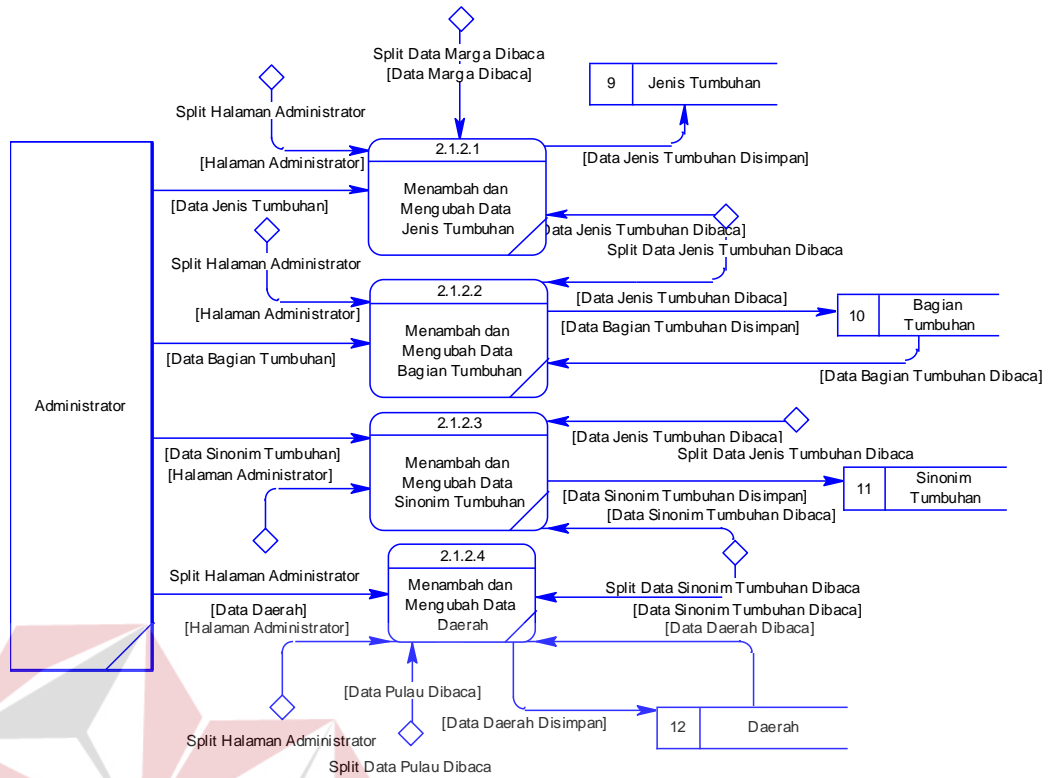 Split Data Marga Dibaca
[Data Marga Dibaca]
9
Jenis Tumbuhan
Split Halaman Administrator
[Halaman Administrator]
2.1.2.1
[Data Jenis Tumbuhan Disimpan]
Menambah dan
Mengubah Data
Jenis Tumbuhan
[Data Jenis Tumbuhan]
Data Jenis Tumbuhan Dibaca]
Split Data Jenis Tumbuhan Dibaca
Split Halaman Administrator
[Halaman Administrator]
2.1.2.2
[Data Jenis Tumbuhan Dibaca]
[Data Bagian Tumbuhan Disimpan]
10
Bagian
Tumbuhan
Menambah dan
Mengubah Data
Bagian Tumbuhan
[Data Bagian Tumbuhan]
[Data Bagian Tumbuhan Dibaca]
Administrator
2.1.2.3
[Data Jenis Tumbuhan Dibaca]
Split Data Jenis Tumbuhan Dibaca
[Data Sinonim Tumbuhan]
[Halaman Administrator]
Menambah dan
Mengubah Data
Sinonim Tumbuhan
11
Sinonim
Tumbuhan
[Data Sinonim Tumbuhan Disimpan]
[Data Sinonim Tumbuhan Dibaca]
Split Halaman Administrator
2.1.2.4
Menambah dan
Mengubah Data
Daerah
Split Data Sinonim Tumbuhan Dibaca
[Data Sinonim Tumbuhan Dibaca]
[Data Daerah]
[Halaman Administrator]
[Data Daerah Dibaca]
[Data Pulau Dibaca]
[Data Daerah Disimpan]
12
Daerah
Split Halaman Administrator
Split Data Pulau Dibaca